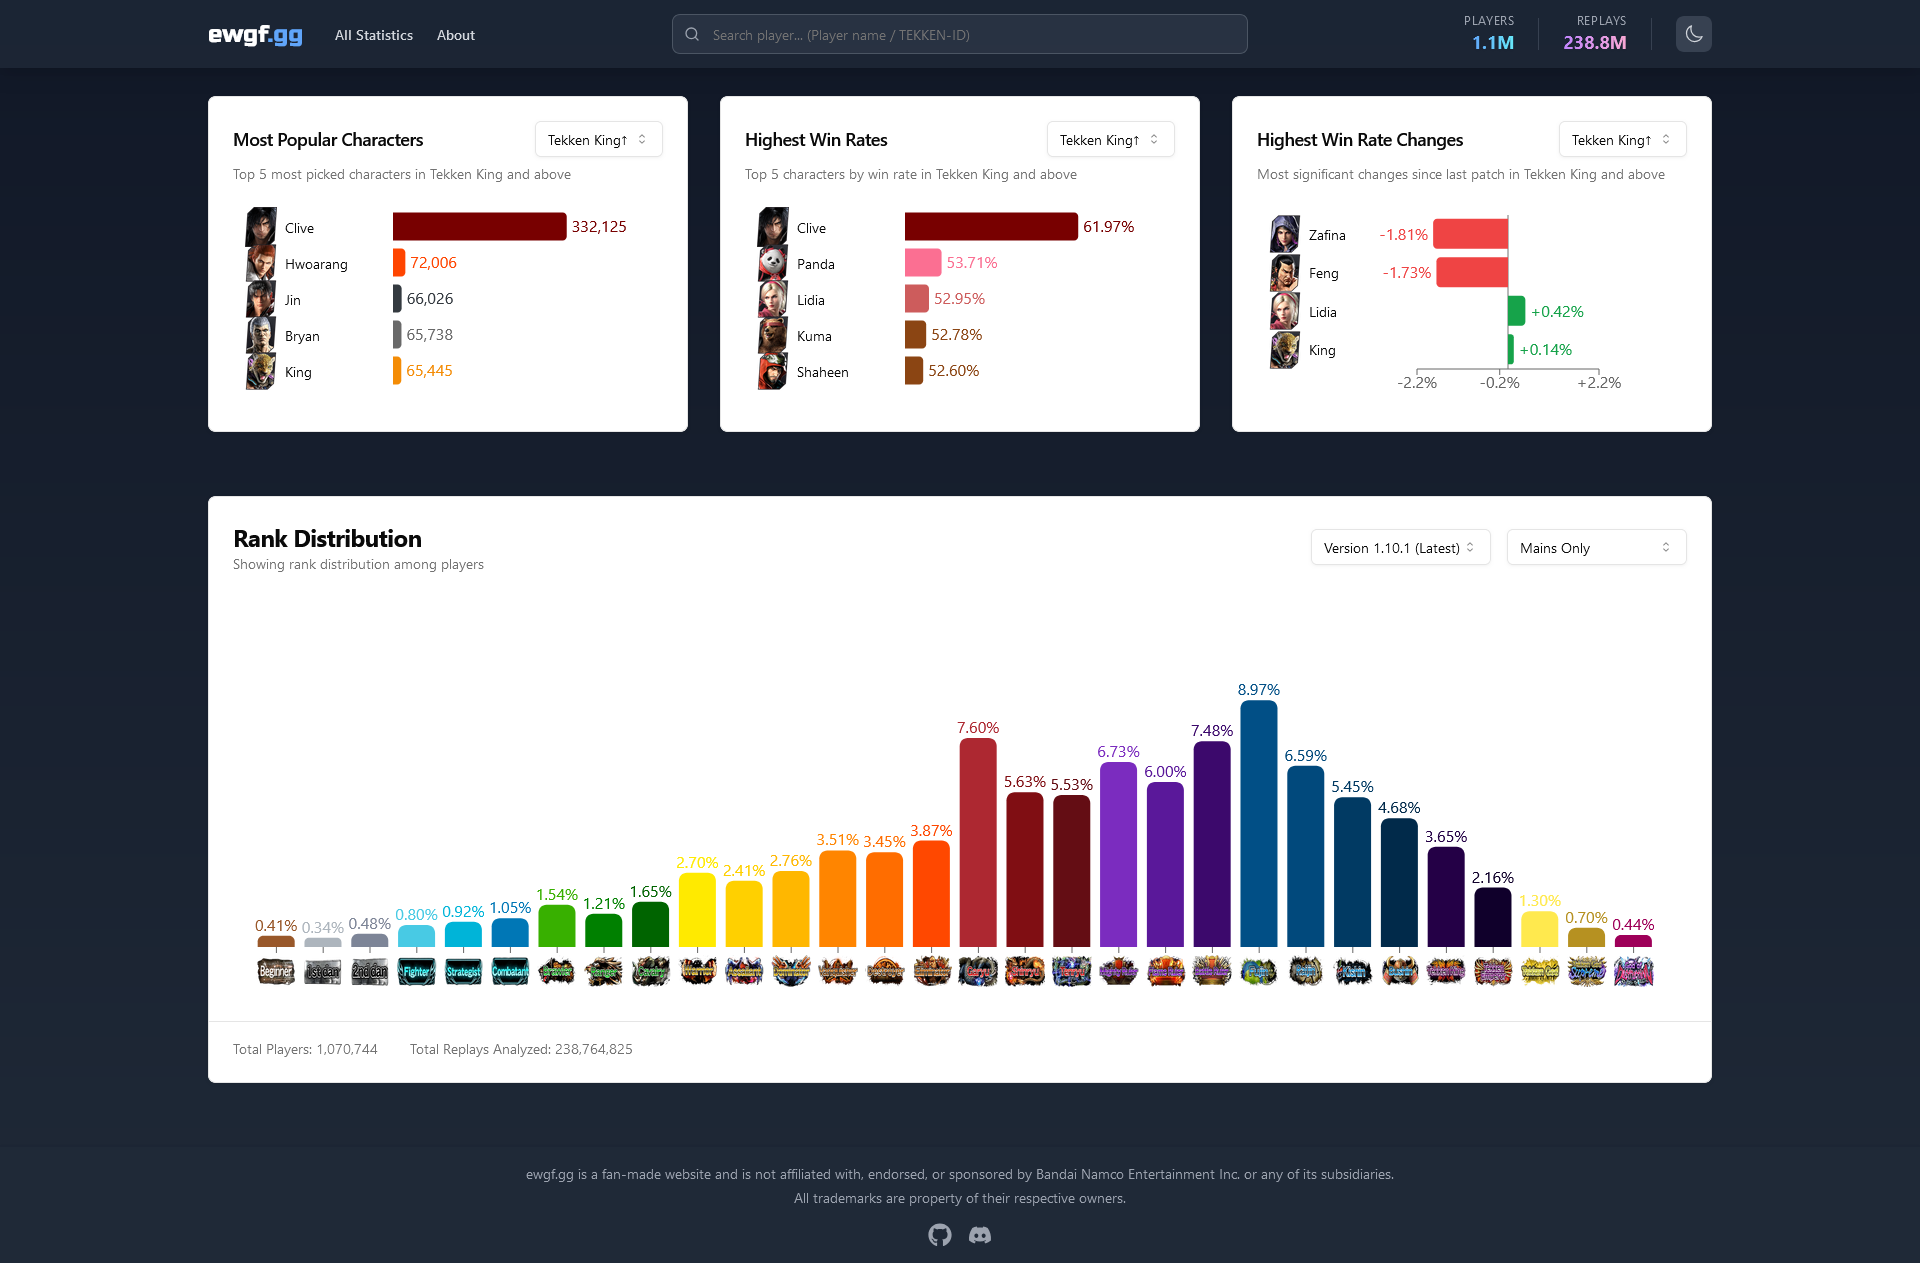 ewgf.gg
All Statistics
About
Search player... (Player name / TEKKEN-ID)
PLAYERS
1.1M
REPLAYS
238.8M
Most Popular Characters
Tekken King↑
Top 5 most picked characters in Tekken King and above
Clive
332,125
Hwoarang
72,006
Jin
66,026
Bryan
65,738
King
65,445
Highest Win Rates
Tekken King↑
Top 5 characters by win rate in Tekken King and above
Clive
61.97%
Panda
53.71%
Lidia
52.95%
Kuma
52.78%
Shaheen
52.60%
Highest Win Rate Changes
Tekken King↑
Most significant changes since last patch in Tekken King and above
Zafina
-1.81%
Feng
-1.73%
Lidia
+0.42%
King
+0.14%
-2.2%
-0.2%
+2.2%
Rank Distribution
Showing rank distribution among players
Version 1.10.1 (Latest)
Mains Only
0.41%
0.34%
0.48%
0.80%
0.92%
1.05%
1.54%
1.21%
1.65%
2.70%
2.41%
2.76%
3.51%
3.45%
3.87%
7.60%
5.63%
5.53%
6.73%
6.00%
7.48%
8.97%
6.59%
5.45%
4.68%
3.65%
2.16%
1.30%
0.70%
0.44%
Beginner
1st dan
2nd dan
Fighter
Strategist
Combatant
Total Players: 1,070,744
Total Replays Analyzed: 238,764,825
ewgf.gg is a fan-made website and is not affiliated with, endorsed, or sponsored by Bandai Namco Entertainment Inc. or any of its subsidiaries.
All trademarks are property of their respective owners.